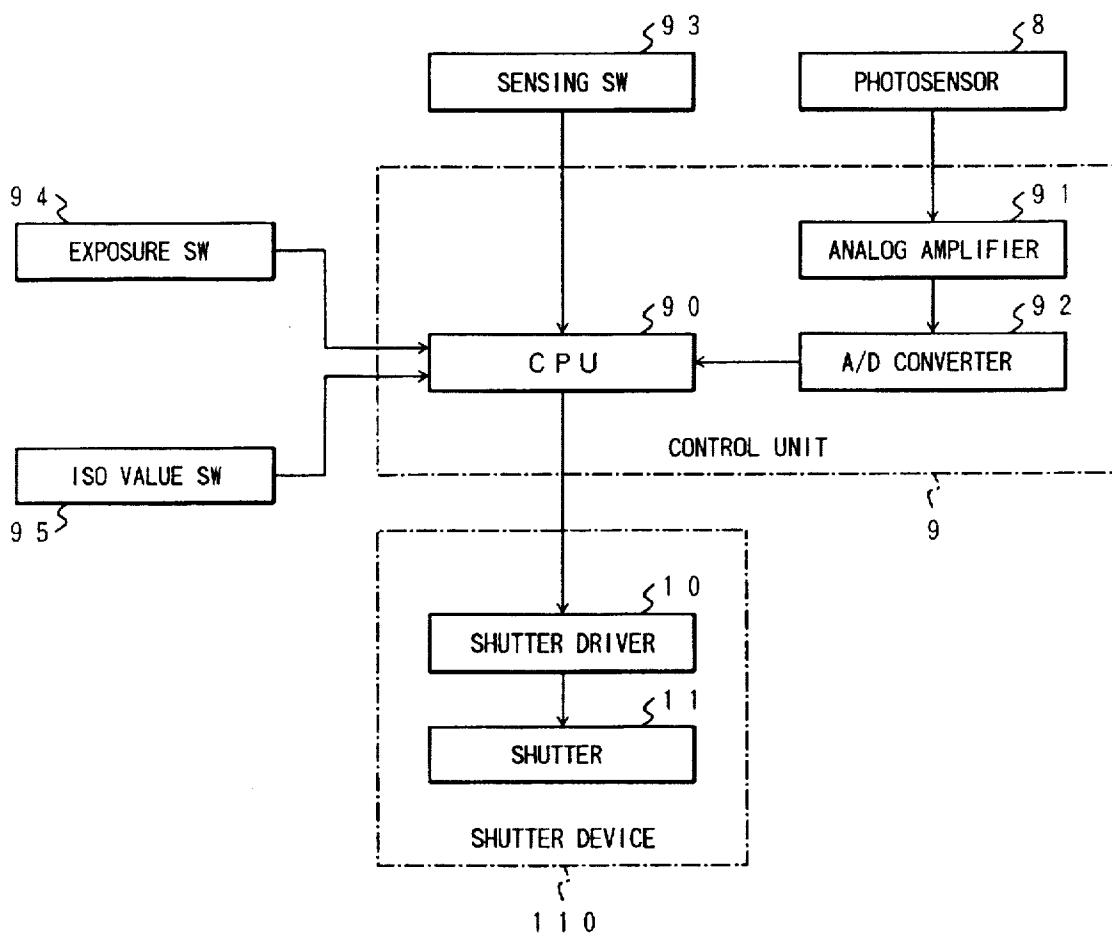 93
8
SENSING SW
PHOTOSENSOR
94
91
EXPOSURE SW
ANALOG AMPLIFIER
90
92
CPU
A/D CONVERTER
CONTROL UNIT
ISO VALUE SW
95
9
10
SHUTTER DRIVER
11
SHUTTER
SHUTTER DEVICE
110